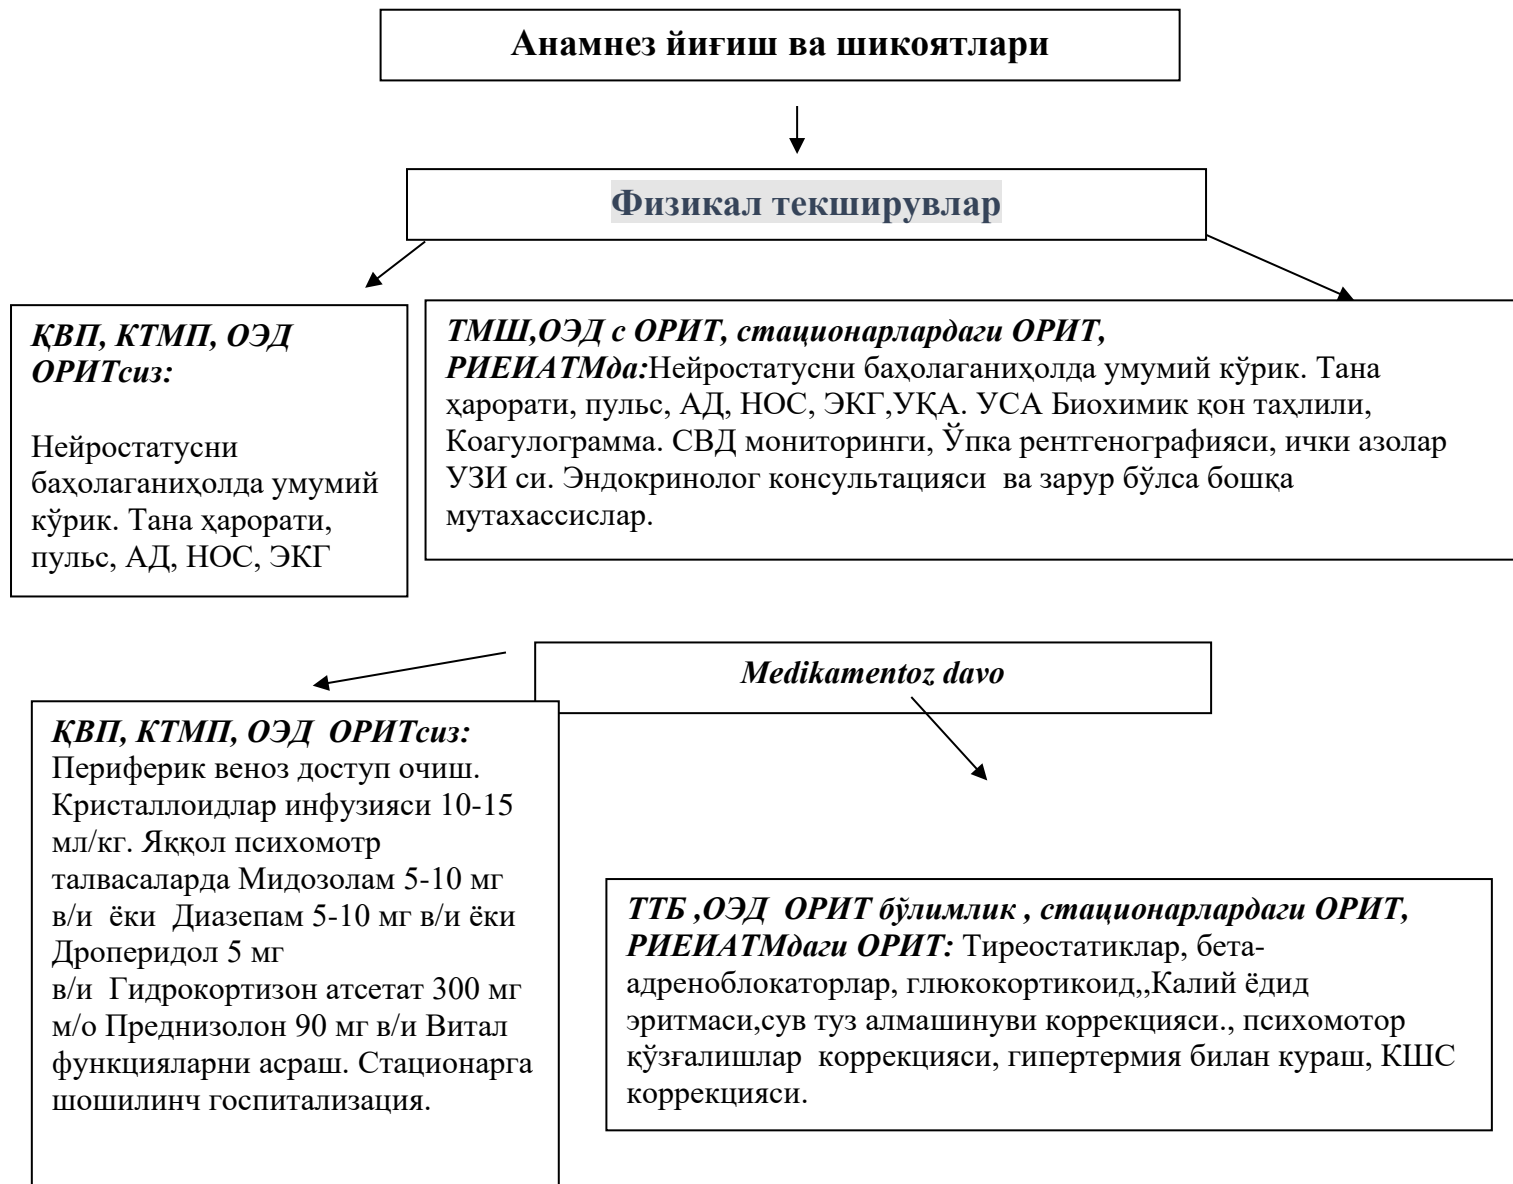 Анамнез йиғиш ва шикоятлари
Физикал текширувлар
ҚВП, КТМП, ОЭД
ОРИТсиз:
Нейростатусни
баҳолаганиҳолда умумий
кўрик. Тана ҳарорати,
пульс, АД, НОС, ЭКГ
ТМШ,ОЭД с ОРИТ, стационарлардаги ОРИТ,
РИЕИАТМда:Нейростатусни баҳолаганиҳолда умумий кўрик. Тана
ҳарорати, пульс, АД, НОС, ЭКГ,УҚА. УСА Биохимик қон таҳлили,
Коагулограмма. СВД мониторинги, Ўпка рентгенографияси, ички азолар
УЗИ си. Эндокринолог консультацияси ва зарур бўлса бошқа
мутахассислар.
Medikamentoz davo
ҚВП, КТМП, ОЭД ОРИТсиз:
Периферик веноз доступ очиш.
Кристаллоидлар инфузияси 10-15
мл/кг. Яққол психомотр
талвасаларда Мидозолам 5-10 мг
в/и ёки Диазепам 5-10 мг в/и ёки
Дроперидол 5 мг
в/и Гидрокортизон атсетат 300 мг
м/о Преднизолон 90 мг в/и Витал
функцияларни асраш. Стационарга
шошилинч госпитализация.
ТТБ ,ОЭД ОРИТ бўлимлик , стационарлардаги ОРИТ,
РИЕИАТМдаги ОРИТ: Тиреостатиклар, бета-
адреноблокаторлар, глюкокортикоид,,Калий ёдид
эритмаси,сув туз алмашинуви коррекцияси., психомотор
қўзғалишлар коррекцияси, гипертермия билан кураш, КШС
коррекцияси.